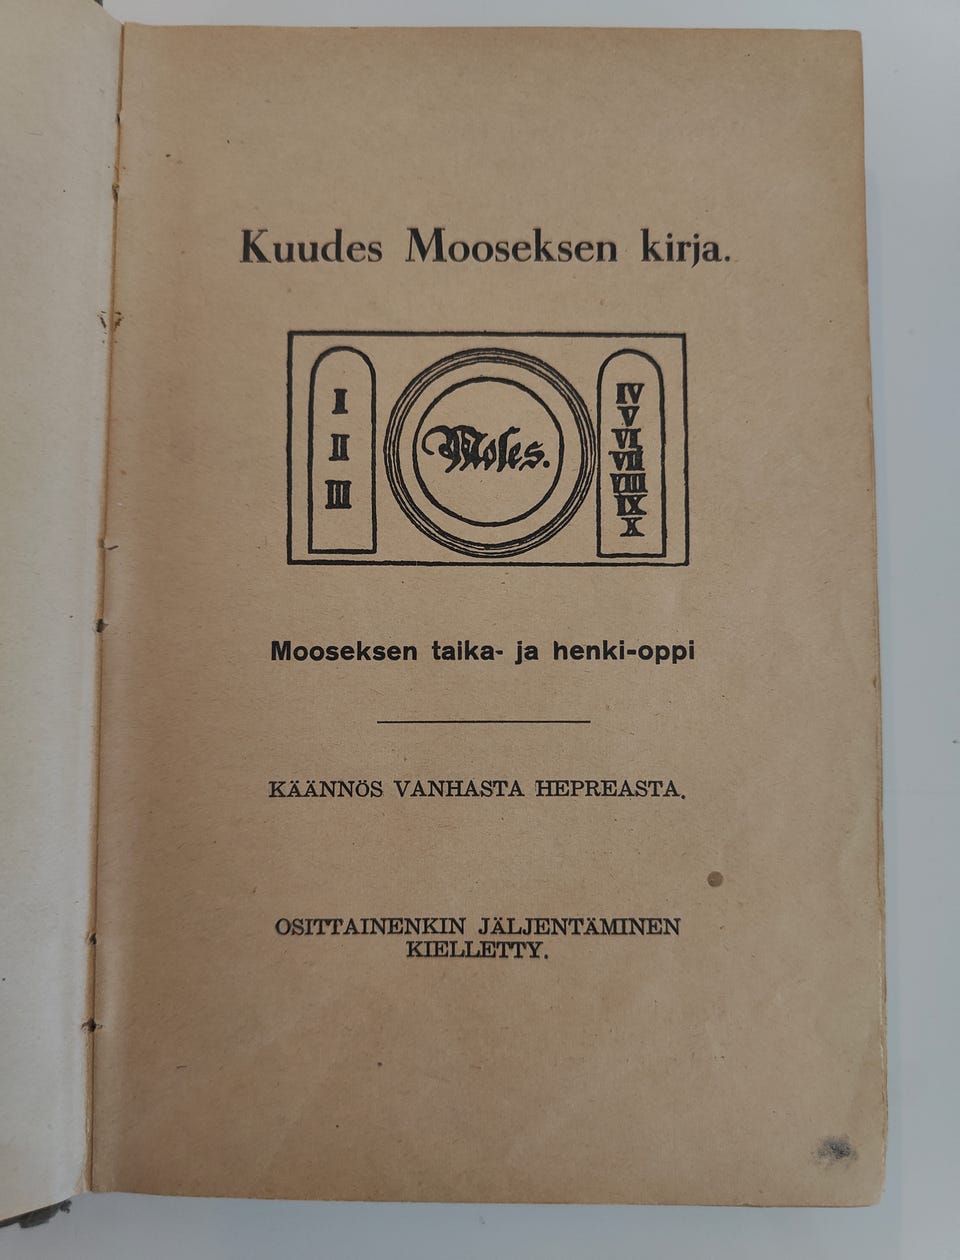 Kuudes Mooseksen kirja.
I
II
III
Moses.
IV
V
VI
VII
VIII
IX
X
Mooseksen taika- ja henki-oppi
KÄÄNNÖS VANHASTA HEPREASTA.
OSITTAINENKIN JÄLJENTÄMINEN
KIELLETTY.